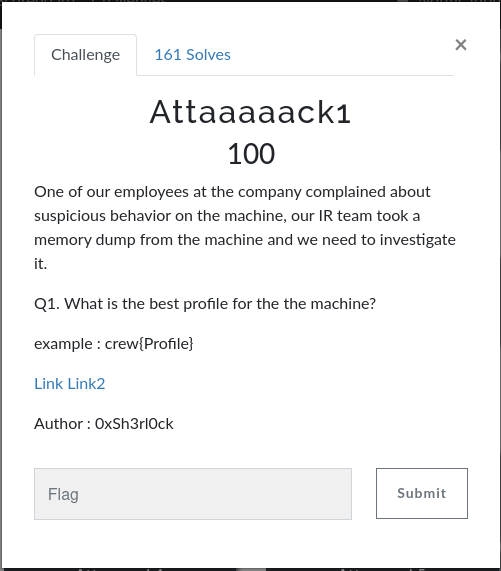 Challenge
161 Solves
×
Attaaaaack1
100
One of our employees at the company complained about
suspicious behavior on the machine, our IR team took a
memory dump from the machine and we need to investigate
it.
Q1. What is the best profile for the the machine?
example : crew{Profile}
Link Link2
Author : 0xSh3rl0ck
Flag
Submit